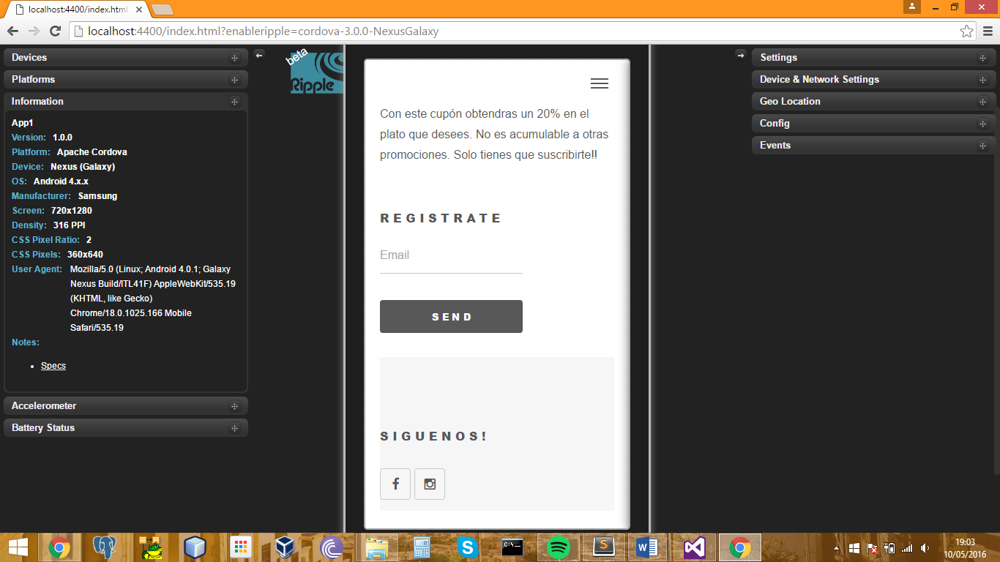 localhost:4400/index.html
localhost:4400/index.html?enableripple=cordova-3.0.0-NexusGalaxy
Devices
Platforms
Information
App1
Version: 1.0.0
Platform: Apache Cordova
Device: Nexus (Galaxy)
OS: Android 4.x.x
Manufacturer: Samsung
Screen: 720x1280
Density: 316 PPI
CSS Pixel Ratio: 2
CSS Pixels: 360x640
User Agent: Mozilla/5.0 (Linux; Android 4.0.1; Galaxy
Nexus Build/ITL41F) AppleWebKit/535.19
(KHTML, like Gecko)
Chrome/18.0.1025.166 Mobile
Safari/535.19
Notes:
Specs
Accelerometer
Battery Status
beta
Ripple
Con este cupón obtendras un 20% en el
plato que desees. No es acumulable a otras
promociones. Solo tienes que suscribirte!!
REGISTRATE
Email
SEND
SIGUENOS!
Settings
Device & Network Settings
Geo Location
Config
Events
C:\_
19:03
10/05/2016